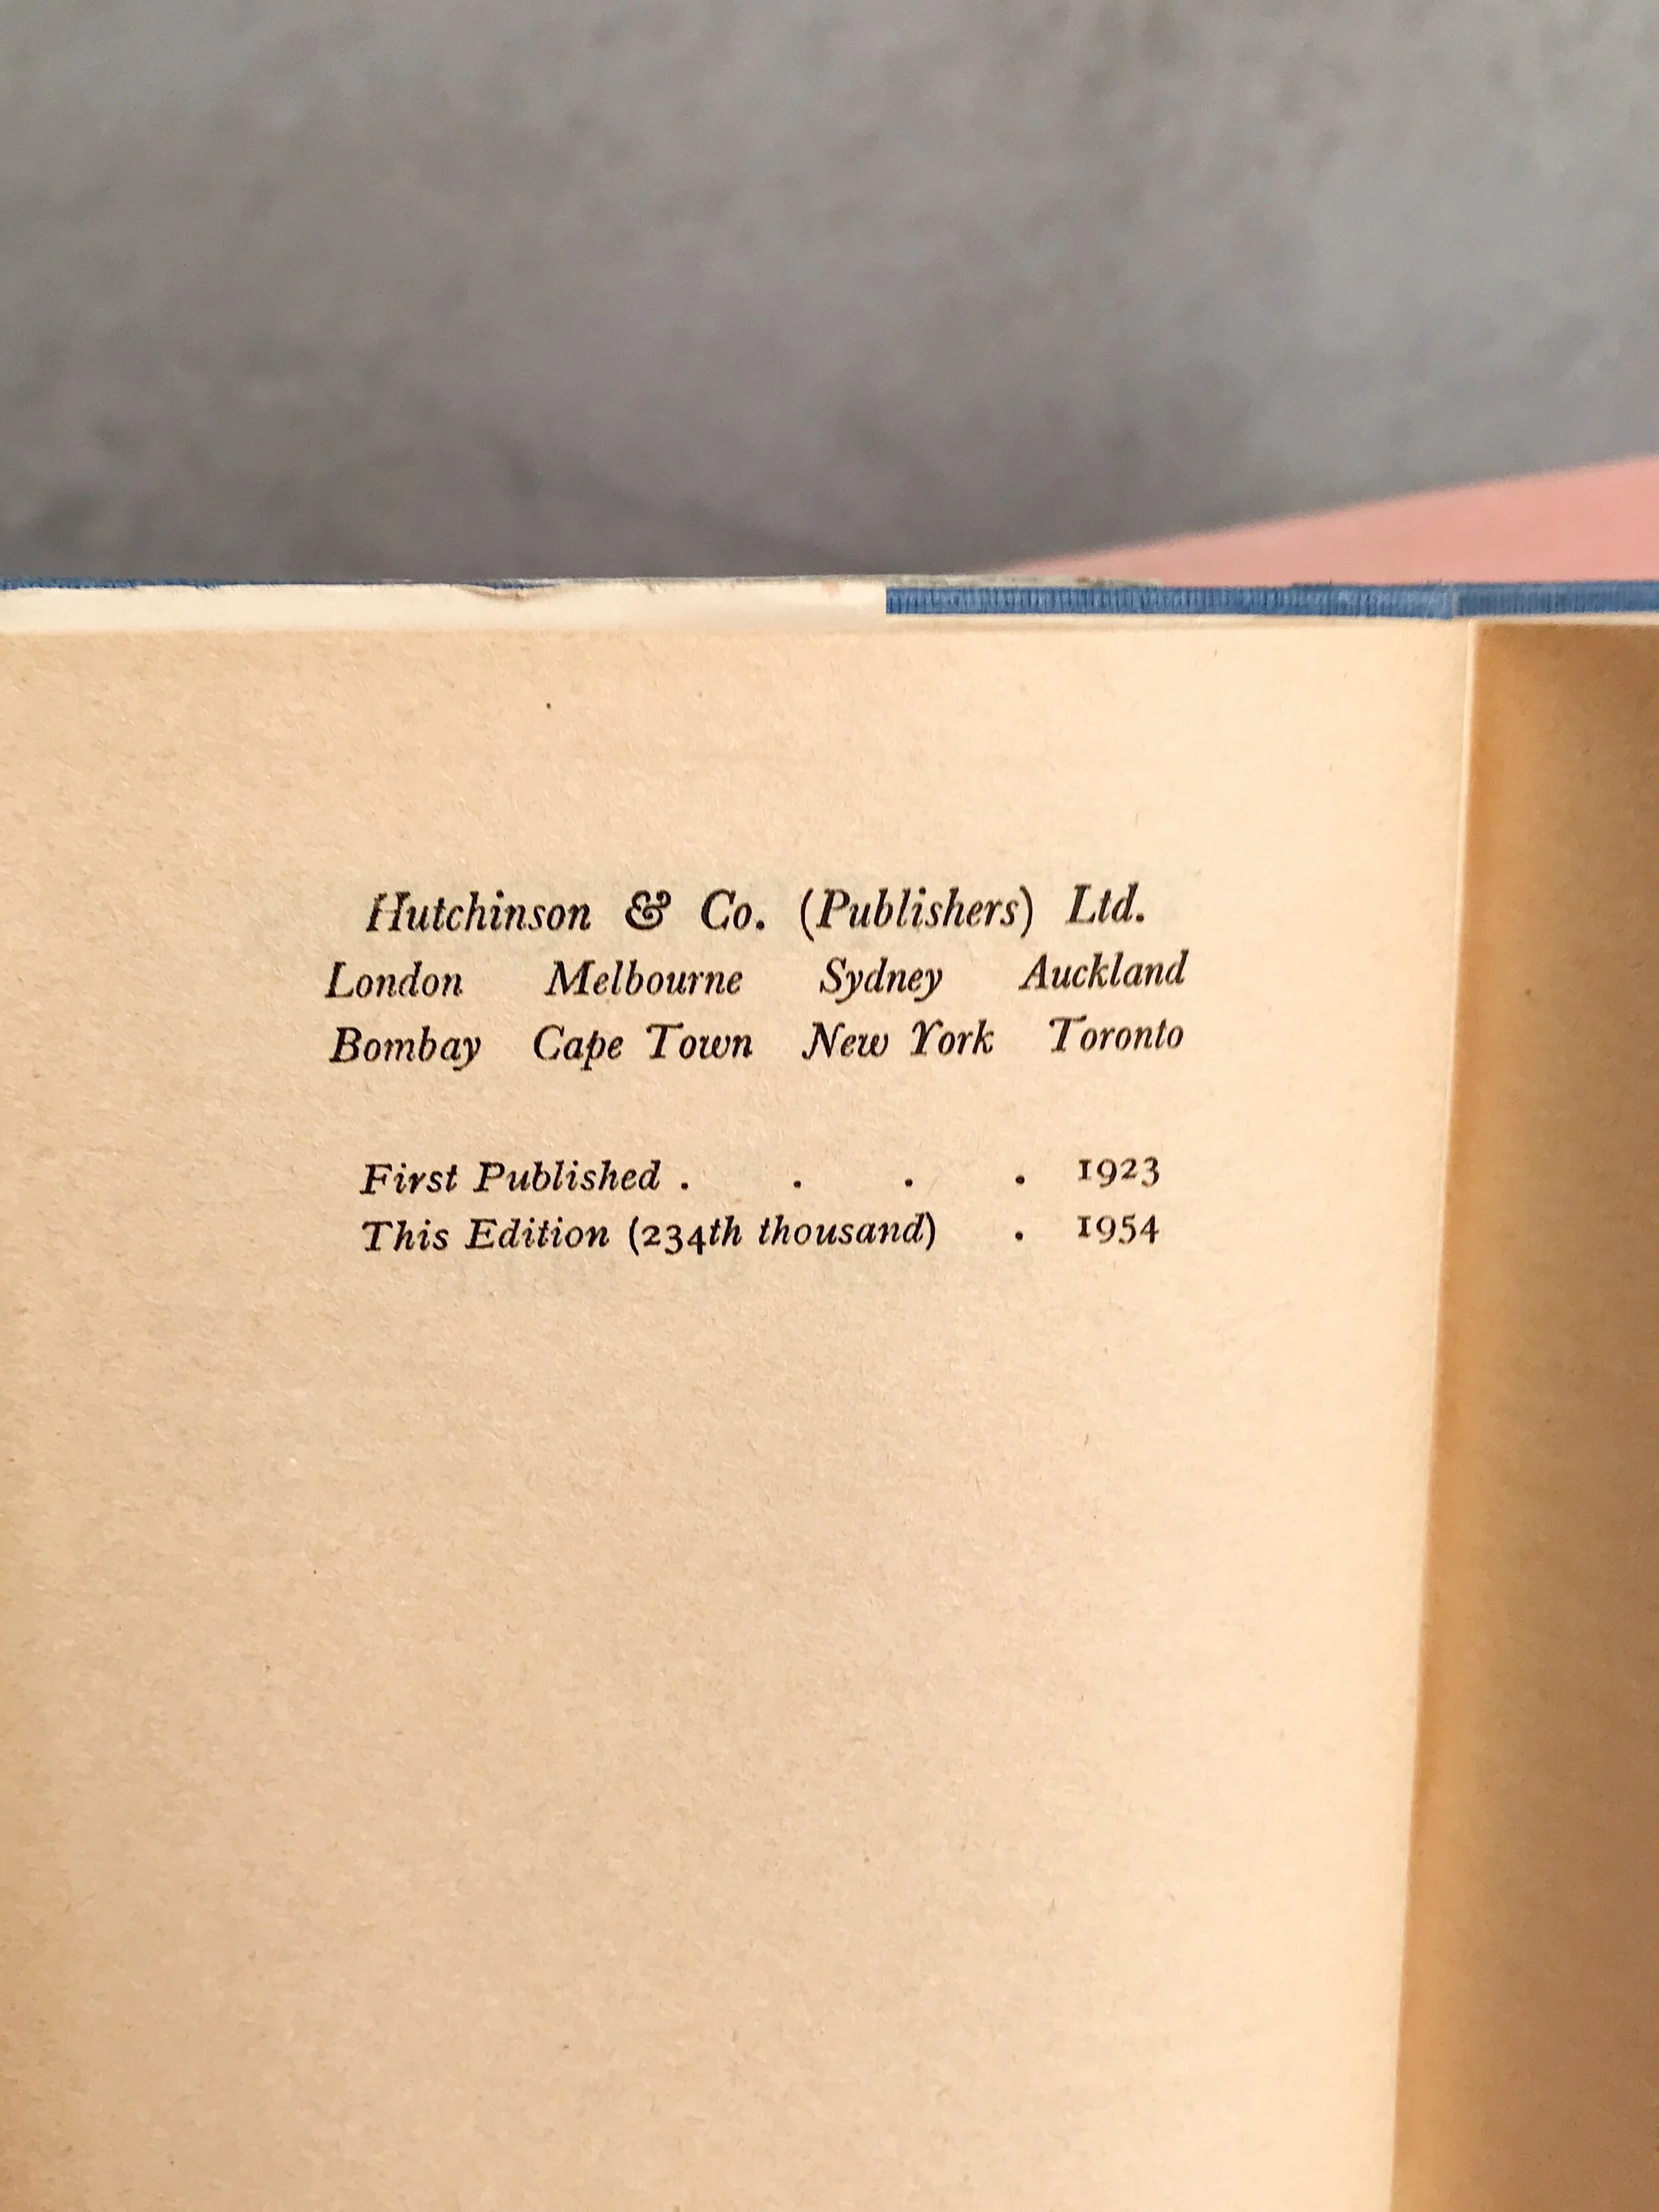 Hutchinson & Co. (Publishers) Ltd.
London Melbourne Sydney Auckland
Bombay Cape Town New York Toronto
First Published . . . . 1923
This Edition (234th thousand) . 1954